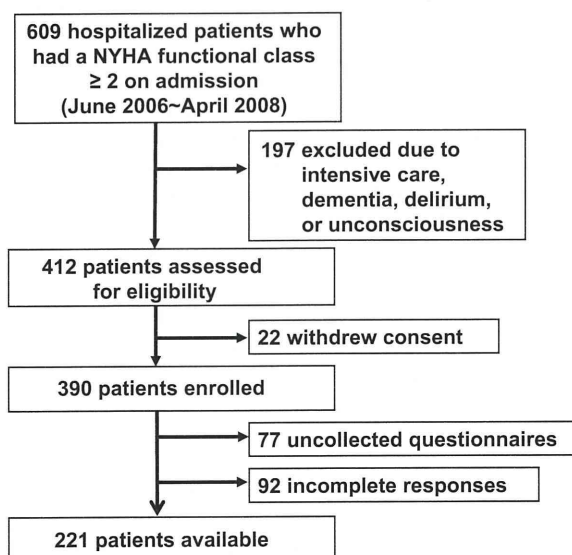 609 hospitalized patients who
had a NYHA functional class
≥ 2 on admission
(June 2006~April 2008)
197 excluded due to
intensive care,
dementia, delirium,
or unconsciousness
412 patients assessed
for eligibility
22 withdrew consent
390 patients enrolled
77 uncollected questionnaires
92 incomplete responses
221 patients available